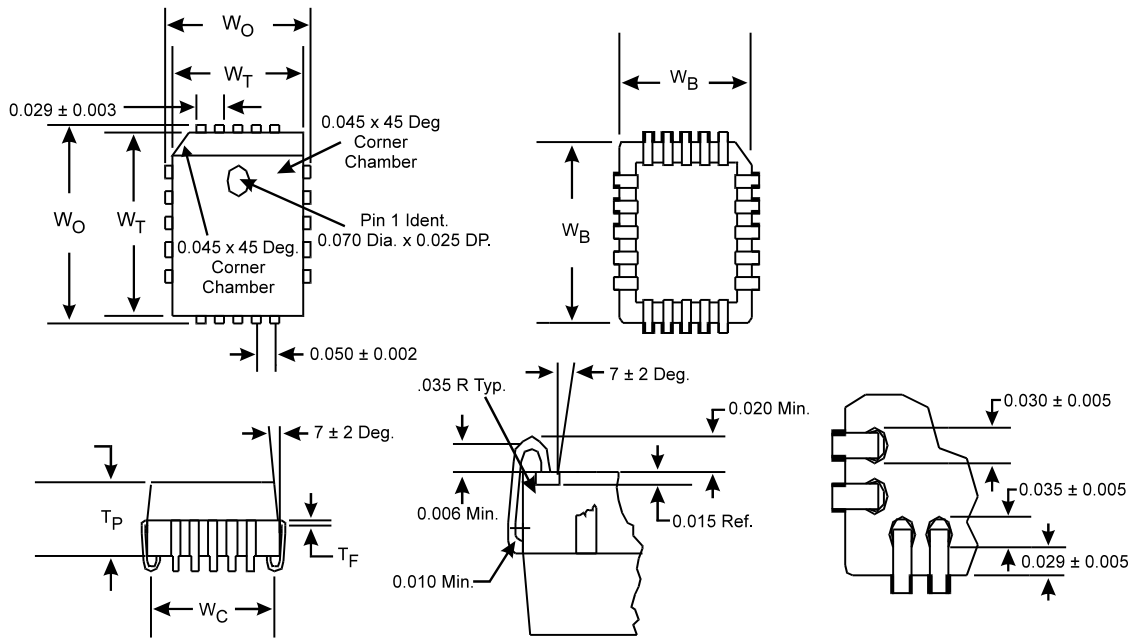 W_O
W_T
0.029 ± 0.003
0.045 x 45 Deg
Corner
Chamber
W_O
W_T
Pin 1 Ident.
0.070 Dia. x 0.025 DP.
0.045 x 45 Deg.
Corner
Chamber
0.050 ± 0.002
W_B
W_B
7 ± 2 Deg.
T_P
T_F
W_C
.035 R Typ.
7 ± 2 Deg.
0.020 Min.
0.006 Min.
0.015 Ref.
0.010 Min.
0.030 ± 0.005
0.035 ± 0.005
0.029 ± 0.005